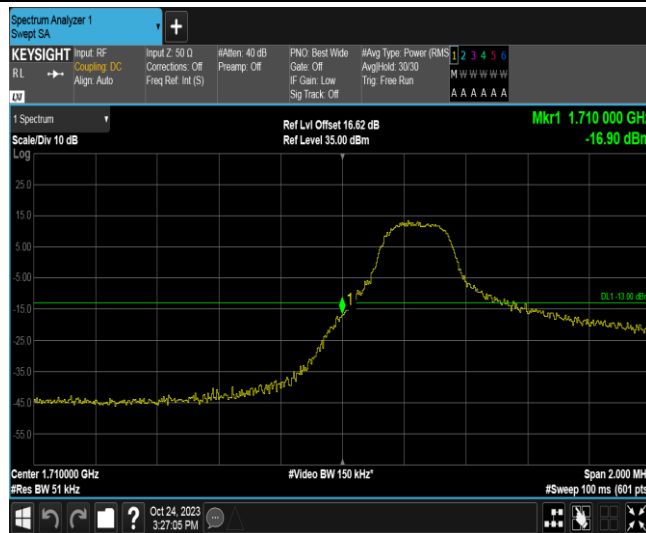 Spectrum Analyzer 1
Swept SA
+
KEYSIGHT
RL
LXI
Input: RF
Coupling: DC
Align: Auto
Input Z: 50 Ω
Corrections: Off
Freq Ref: Int (S)
#Atten: 40 dB
Preamp: Off
PNO: Best Wide
Gate: Off
IF Gain: Low
Sig Track: Off
#Avg Type: Power (RMS
Avg|Hold: 30/30
Trig: Free Run
1 2 3 4 5 6
M W W W W W
A A A A A A
1 Spectrum
Scale/Div 10 dB
Log
Ref Lvl Offset 16.62 dB
Ref Level 35.00 dBm
Mkr1 1.710 000 GHz
-16.90 dBm
25.0
15.0
5.00
-5.00
-15.0
-25.0
-35.0
-45.0
-55.0
1
DL1 -13.00 dBm
Center 1.710000 GHz
#Res BW 51 kHz
#Video BW 150 kHz*
Span 2.000 MH
#Sweep 100 ms (601 pts
?
Oct 24, 2023
3:27:05 PM